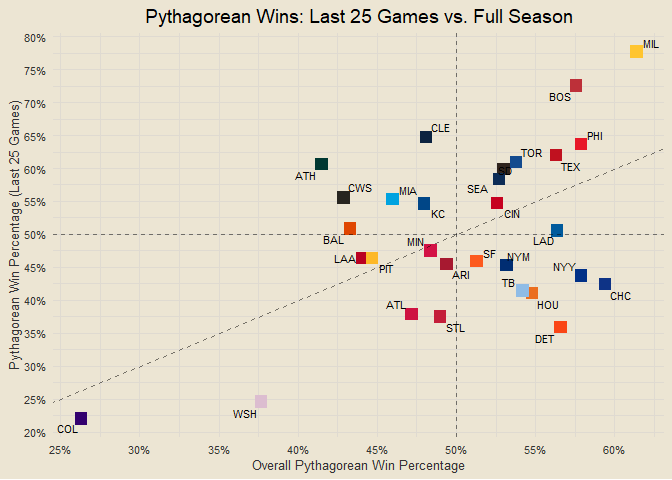 Pythagorean Wins: Last 25 Games vs. Full Season
Pythagorean Win Percentage (Last 25 Games)
80%
75%
70%
65%
60%
55%
50%
45%
40%
35%
30%
25%
20%
MIL
BOS
PHI
CLE
TOR
TEX
ATH
SD
SEA
CWS
MIA
KC
CIN
BAL
LAD
MIN
LAA
PIT
ARI
SF
NYM
NYY
TB
CHC
HOU
ATL
STL
DET
WSH
COL
25%
30%
35%
40%
45%
50%
55%
60%
Overall Pythagorean Win Percentage